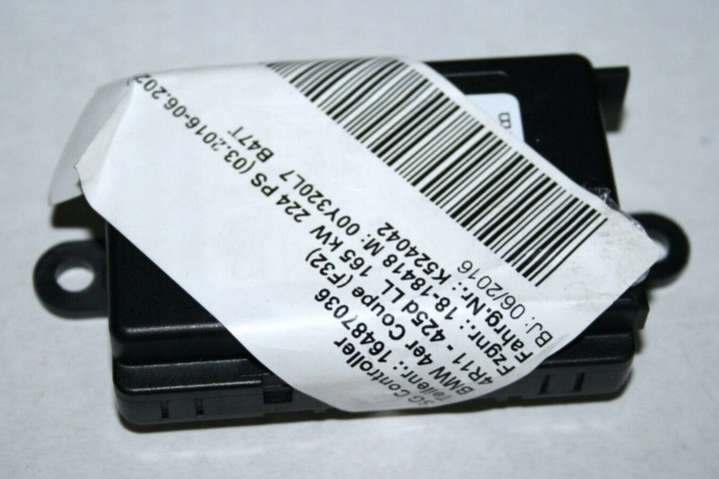 SG Controller
Teilenr.: 16487036
BMW 4er Coupe (F32)
4R11 - 425d LL 165 kW 224 PS (03.2016-06.202
Fzgnr.: 18-18418 M: 00Y320L7 B47T
Fahrg.Nr.: K524042
BJ: 06/2016